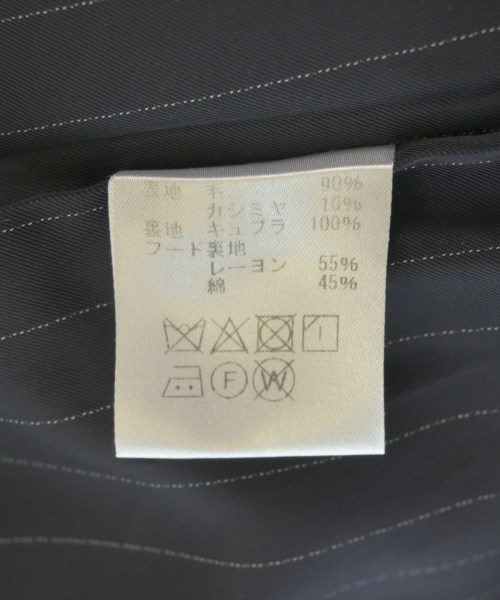 表地 毛 90%
カシミヤ 10%
裏地 キュプラ 100%
フード裏地
レーヨン 55%
綿 45%
F W